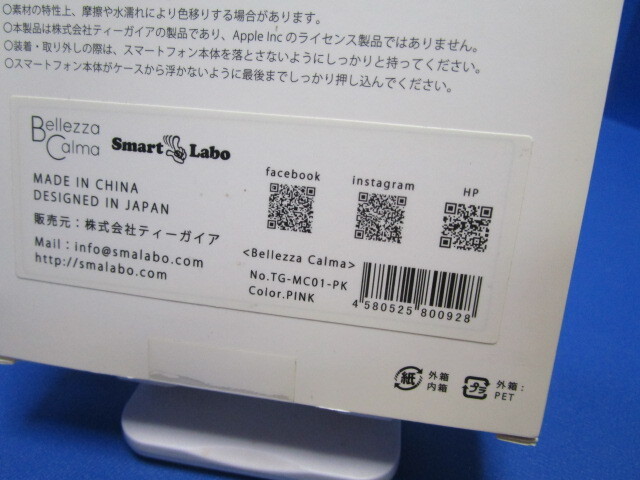 ○素材の特性上、摩擦や水濡れにより色移りする場合があります。
○本製品は株式会社ティーガイアの製品であり、Apple Incのライセンス製品ではありません。
○装着・取り外しの際は、スマートフォン本体を落とさないようにしっかりと持ってください。
○スマートフォン本体がケースから浮かないように最後までしっかり押し込んでください。
Bellezza
Calma
Smart Labo
MADE IN CHINA
DESIGNED IN JAPAN
販売元：株式会社ティーガイア
Mail : info@smalabo.com
http://smalabo.com
facebook
instagram
HP
<Bellezza Calma>
No.TG-MC01-PK
Color.PINK
4 580525 800928
紙
外箱
内箱
プラ
外箱：
PET